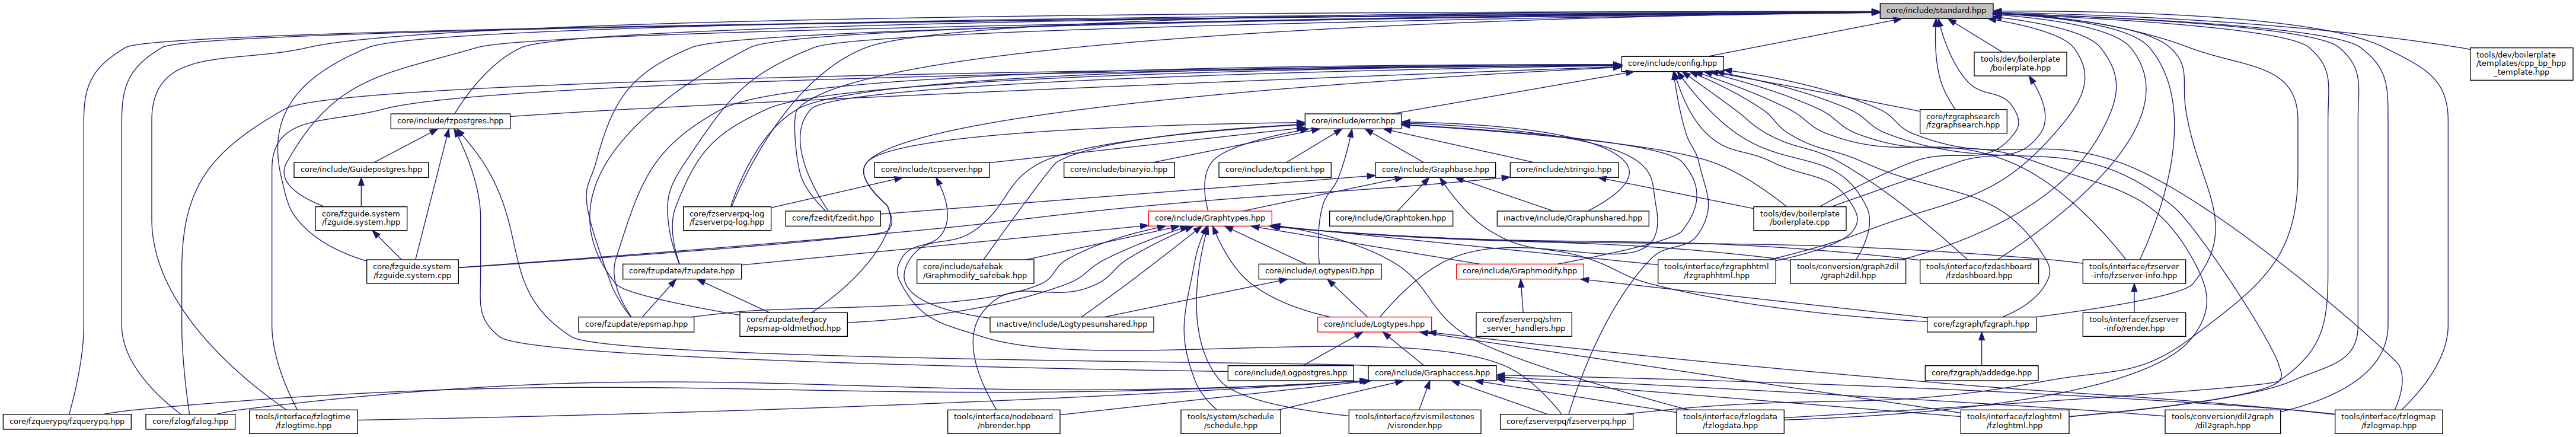 core/include/standard.hpp
tools/dev/boilerplate
/templates/cpp_bp_hpp
_template.hpp
core/include/config.hpp
tools/dev/boilerplate
/boilerplate.hpp
core/include/fzpostgres.hpp
core/include/error.hpp
core/fzgraphsearch
/fzgraphsearch.hpp
core/include/Guidepostgres.hpp
core/include/tcpserver.hpp
core/include/binaryio.hpp
core/include/tcpclient.hpp
core/include/Graphbase.hpp
core/include/stringio.hpp
core/fzguide.system
/fzguide.system.hpp
core/fzserverpq-log
/fzserverpq-log.hpp
core/fzedit/fzedit.hpp
core/include/Graphtypes.hpp
core/include/Graphtoken.hpp
inactive/include/Graphunshared.hpp
tools/dev/boilerplate
/boilerplate.cpp
core/fzguide.system
/fzguide.system.cpp
core/fzupdate/fzupdate.hpp
core/include/safebak
/Graphmodify_safebak.hpp
core/include/LogtypesID.hpp
core/include/Graphmodify.hpp
tools/interface/fzgraphhtml
/fzgraphhtml.hpp
tools/conversion/graph2dil
/graph2dil.hpp
tools/interface/fzdashboard
/fzdashboard.hpp
tools/interface/fzserver
-info/fzserver-info.hpp
core/fzupdate/epsmap.hpp
core/fzupdate/legacy
/epsmap-oldmethod.hpp
inactive/include/Logtypesunshared.hpp
core/include/Logtypes.hpp
core/fzserverpq/shm
_server_handlers.hpp
core/fzgraph/fzgraph.hpp
tools/interface/fzserver
-info/render.hpp
core/include/Logpostgres.hpp
core/include/Graphaccess.hpp
core/fzgraph/addedge.hpp
core/fzquerypq/fzquerypq.hpp
core/fzlog/fzlog.hpp
tools/interface/fzlogtime
/fzlogtime.hpp
tools/interface/nodeboard
/nbrender.hpp
tools/system/schedule
/schedule.hpp
tools/interface/fzvismilestones
/visrender.hpp
core/fzserverpq/fzserverpq.hpp
tools/interface/fzlogdata
/fzlogdata.hpp
tools/interface/fzloghtml
/fzloghtml.hpp
tools/conversion/dil2graph
/dil2graph.hpp
tools/interface/fzlogmap
/fzlogmap.hpp